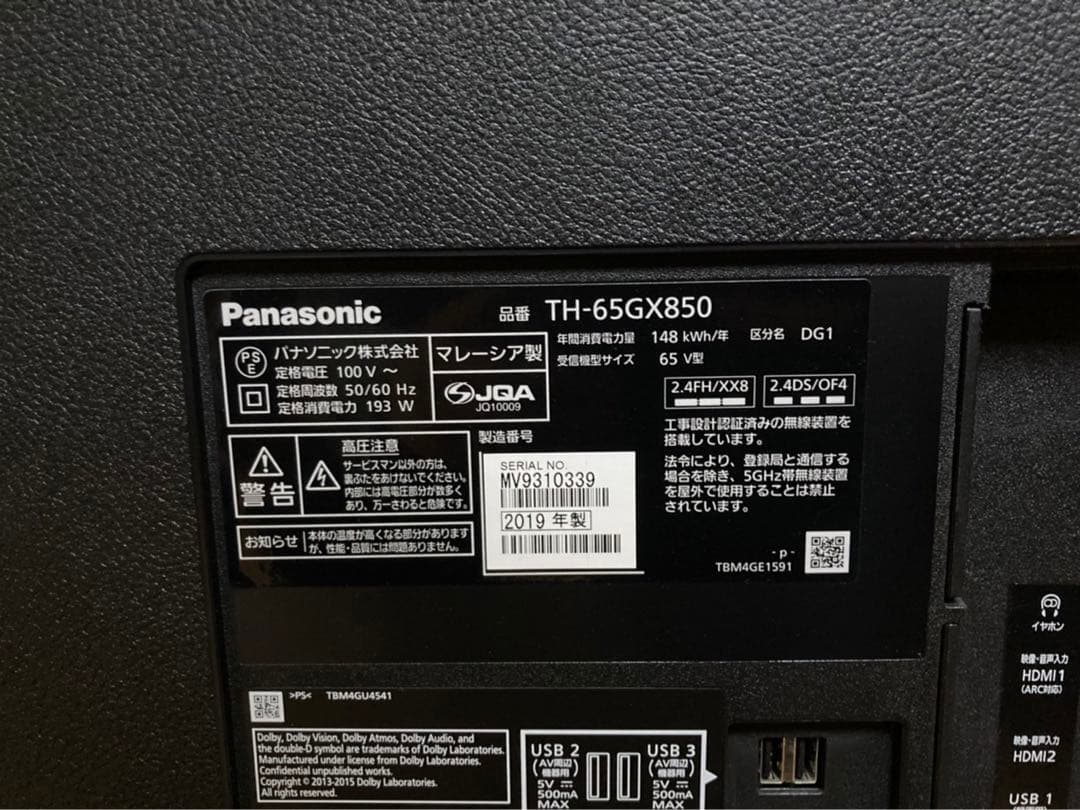 Panasonic
品番 TH-65GX850
年間消費電力量 148 kWh/年 区分名 DG1
受信機型サイズ 65 V型
PS
E
パナソニック株式会社
定格電圧 100 V ～
定格周波数 50/60 Hz
定格消費電力 193 W
マレーシア製
JQA
JQ10009
2.4FH/XX8
2.4DS/OF4
工事設計認証済みの無線装置を
搭載しています。
法令により、登録局と通信する
場合を除き、5GHz帯無線装置
を屋外で使用することは禁止
されています。
警告
高圧注意
サービスマン以外の方は、
裏ぶたをあけないでください。
内部には高電圧部分が数多く
あり、万一さわると危険です。
お知らせ
本体の温度が高くなる部分があります
が、性能・品質には問題ありません。
製造番号
SERIAL NO.
MV9310339
2019 年製
- p -
TBM4GE1591
>PS< TBM4GU4541
Dolby, Dolby Vision, Dolby Atmos, Dolby Audio, and
the double-D symbol are trademarks of Dolby Laboratories.
Manufactured under license from Dolby Laboratories.
Confidential unpublished works.
Copyright © 2013-2015 Dolby Laboratories.
All rights reserved.
USB 2
(AV周辺
機器用)
5V ⎓
500mA
MAX
USB 3
(AV周辺
機器用)
5V ⎓
500mA
MAX
イヤホン
映像・音声入力
HDMI1
(ARC対応)
映像・音声入力
HDMI2
USB 1